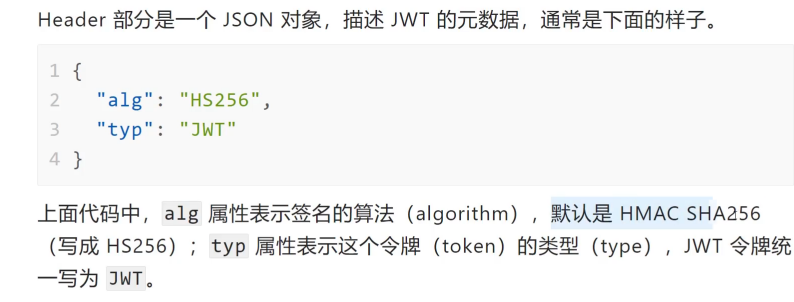 Header 部分是一个 JSON 对象，描述 JWT 的元数据，通常是下面的样子。
1 {
2   "alg": "HS256",
3   "typ": "JWT"
4 }
上面代码中，alg 属性表示签名的算法（algorithm），默认是 HMAC SHA256
（写成 HS256）；typ 属性表示这个令牌（token）的类型（type），JWT 令牌统
一写为 JWT。